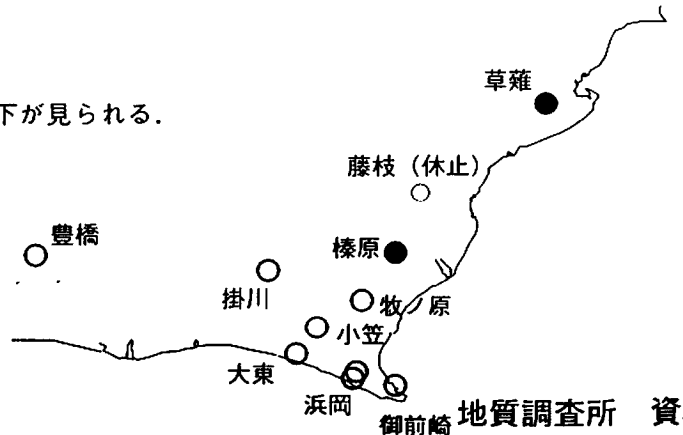 草薙
下が見られる.
藤枝（休止）
豊橋
榛原
掛川
牧ノ原
小笠
大東
浜岡
御前崎
地質調査所 資